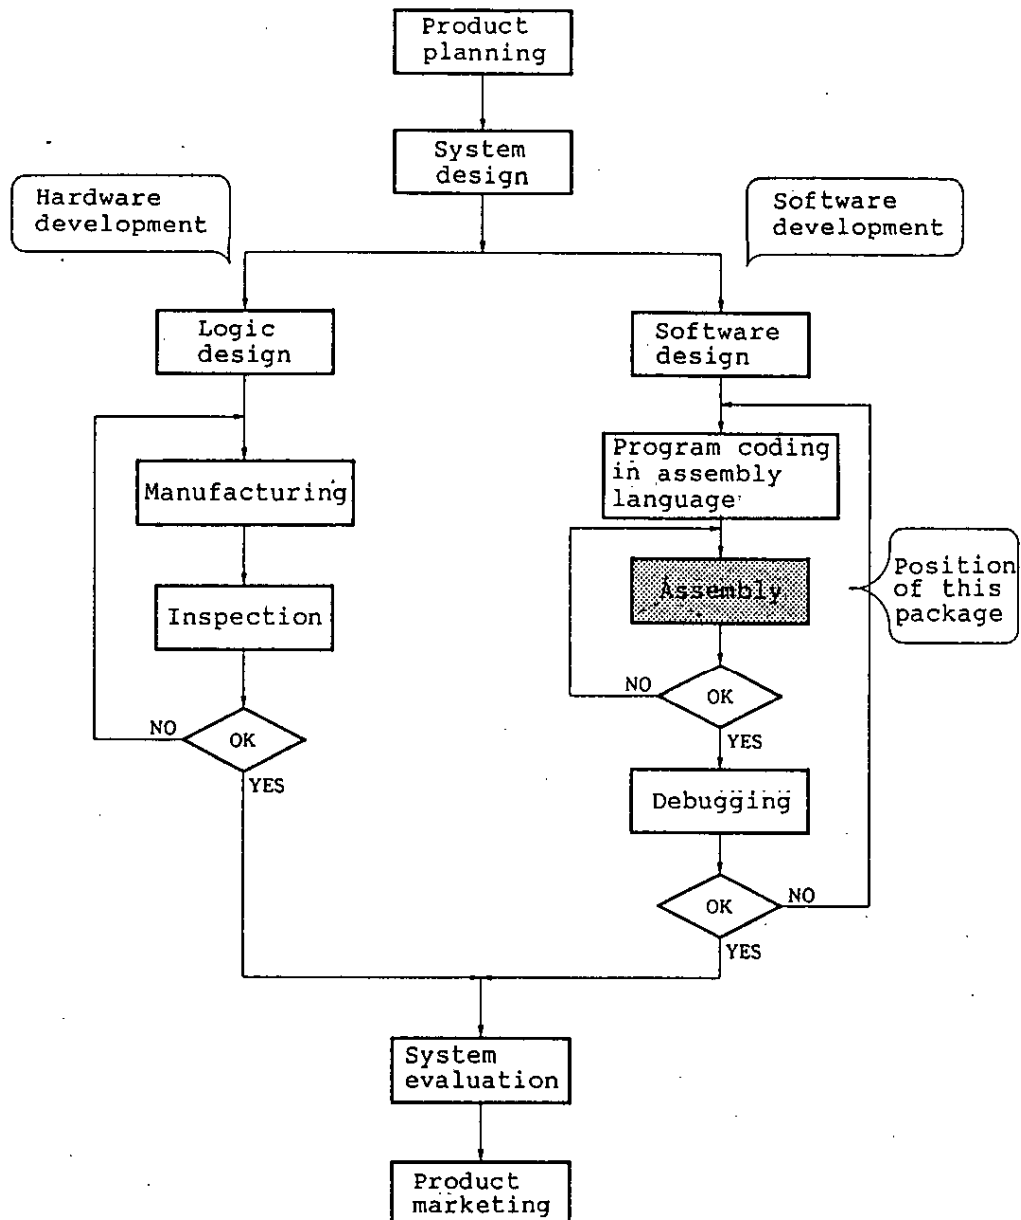 Product
planning
System
design
Hardware
development
Software
development
Logic
design
Software
design
Program coding
in assembly
language
Manufacturing
Assembly
Position
of this
package
Inspection
NO
OK
YES
NO
OK
YES
Debugging
OK
NO
YES
System
evaluation
Product
marketing